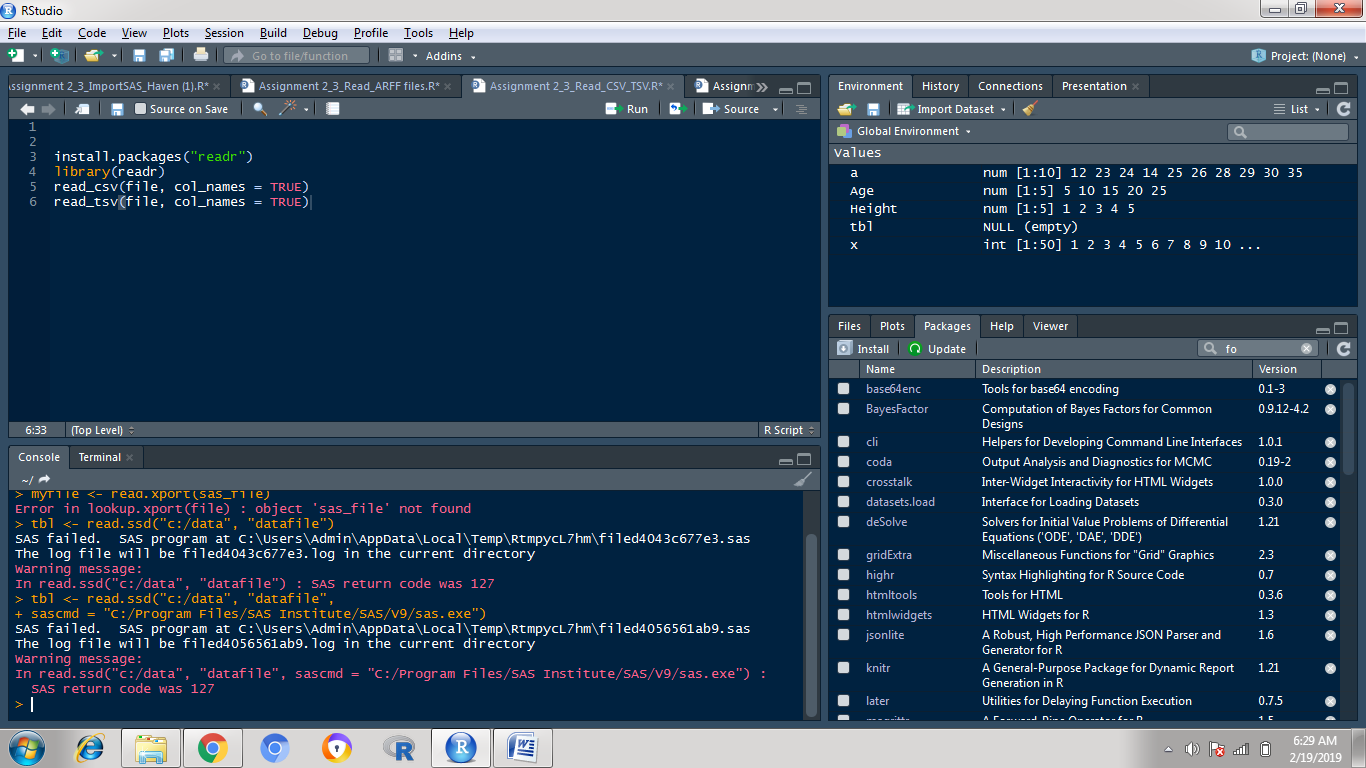 RStudio
File Edit Code View Plots Session Build Debug Profile Tools Help
Go to file/function Addins Project: (None)
Assignment 2_3_ImportSAS_Haven (1).R* Assignment 2_3_Read_ARFF files.R* Assignment 2_3_Read_CSV_TSV.R* Assignm
Source on Save Run Source
1
2
3 install.packages("readr")
4 library(readr)
5 read_csv(file, col_names = TRUE)
6 read_tsv(file, col_names = TRUE)
6:33 (Top Level) R Script
Console Terminal
~/
> myfile <- read.xport(sas_file)
Error in lookup.xport(file) : object 'sas_file' not found
> tbl <- read.ssd("c:/data", "datafile")
SAS failed. SAS program at C:\Users\Admin\AppData\Local\Temp\RtmpycL7hm\filed4043c677e3.sas
The log file will be filed4043c677e3.log in the current directory
Warning message:
In read.ssd("c:/data", "datafile") : SAS return code was 127
> tbl <- read.ssd("c:/data", "datafile",
+ sascmd = "C:/Program Files/SAS Institute/SAS/V9/sas.exe")
SAS failed. SAS program at C:\Users\Admin\AppData\Local\Temp\RtmpycL7hm\filed4056561ab9.sas
The log file will be filed4056561ab9.log in the current directory
Warning message:
In read.ssd("c:/data", "datafile", sascmd = "C:/Program Files/SAS Institute/SAS/V9/sas.exe") :
SAS return code was 127
>
Environment History Connections Presentation
Import Dataset List
Global Environment
Values
a num [1:10] 12 23 24 14 25 26 28 29 30 35
Age num [1:5] 5 10 15 20 25
Height num [1:5] 1 2 3 4 5
tbl NULL (empty)
x int [1:50] 1 2 3 4 5 6 7 8 9 10 ...
Files Plots Packages Help Viewer
Install Update fo
Name Description Version
base64enc Tools for base64 encoding 0.1-3
BayesFactor Computation of Bayes Factors for Common 0.9.12-4.2
Designs
cli Helpers for Developing Command Line Interfaces 1.0.1
coda Output Analysis and Diagnostics for MCMC 0.19-2
crosstalk Inter-Widget Interactivity for HTML Widgets 1.0.0
datasets.load Interface for Loading Datasets 0.3.0
deSolve Solvers for Initial Value Problems of Differential 1.21
Equations ('ODE', 'DAE', 'DDE')
gridExtra Miscellaneous Functions for "Grid" Graphics 2.3
highr Syntax Highlighting for R Source Code 0.7
htmltools Tools for HTML 0.3.6
htmlwidgets HTML Widgets for R 1.3
jsonlite A Robust, High Performance JSON Parser and 1.6
Generator for R
knitr A General-Purpose Package for Dynamic Report 1.21
Generation in R
later Utilities for Delaying Function Execution 0.7.5
magrittr A Forward-Pipe Operator for R 1.5
6:29 AM
2/19/2019